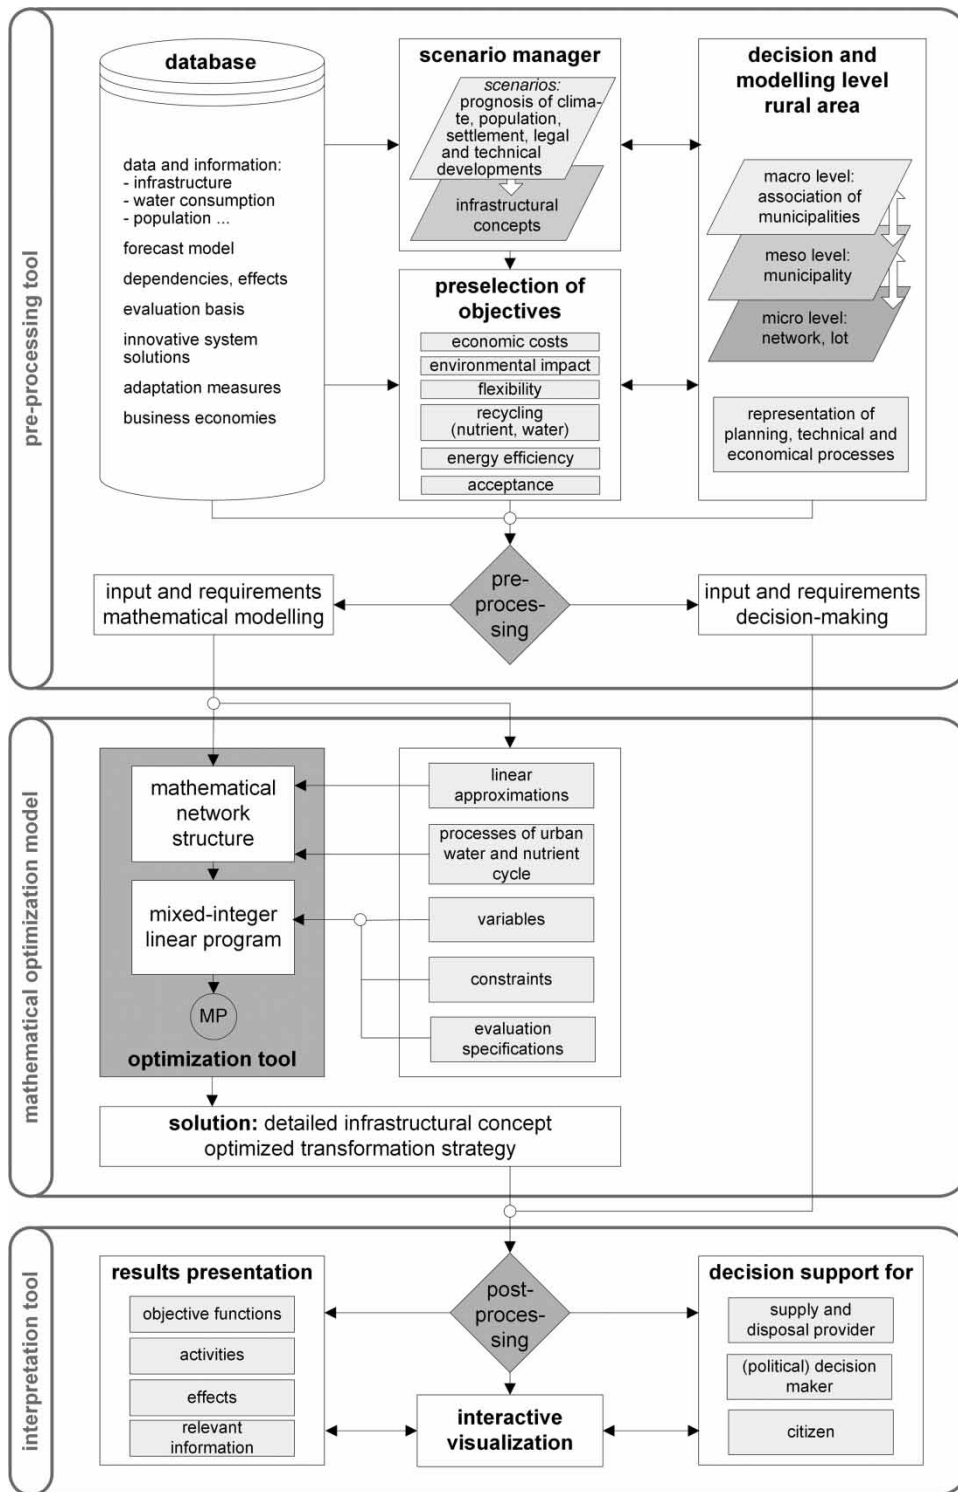 pre-processing tool
database
data and information:
- infrastructure
- water consumption
- population ...
forecast model
dependencies, effects
evaluation basis
innovative system
solutions
adaptation measures
business economies
scenario manager
scenarios:
prognosis of clima-
te, population,
settlement, legal
and technical
developments
infrastructural
concepts
preselection of
objectives
economic costs
environmental impact
flexibility
recycling
(nutrient, water)
energy efficiency
acceptance
decision and
modelling level
rural area
macro level:
association of
municipalities
meso level:
municipality
micro level:
network, lot
representation of
planning, technical and
economical processes
input and requirements
mathematical modelling
pre-
proces-
sing
input and requirements
decision-making
mathematical optimization model
mathematical
network
structure
mixed-integer
linear program
MP
optimization tool
linear
approximations
processes of urban
water and nutrient
cycle
variables
constraints
evaluation
specifications
solution: detailed infrastructural concept
optimized transformation strategy
interpretation tool
results presentation
objective functions
activities
effects
relevant
information
post-
proces-
sing
interactive
visualization
decision support for
supply and
disposal provider
(political) decision
maker
citizen